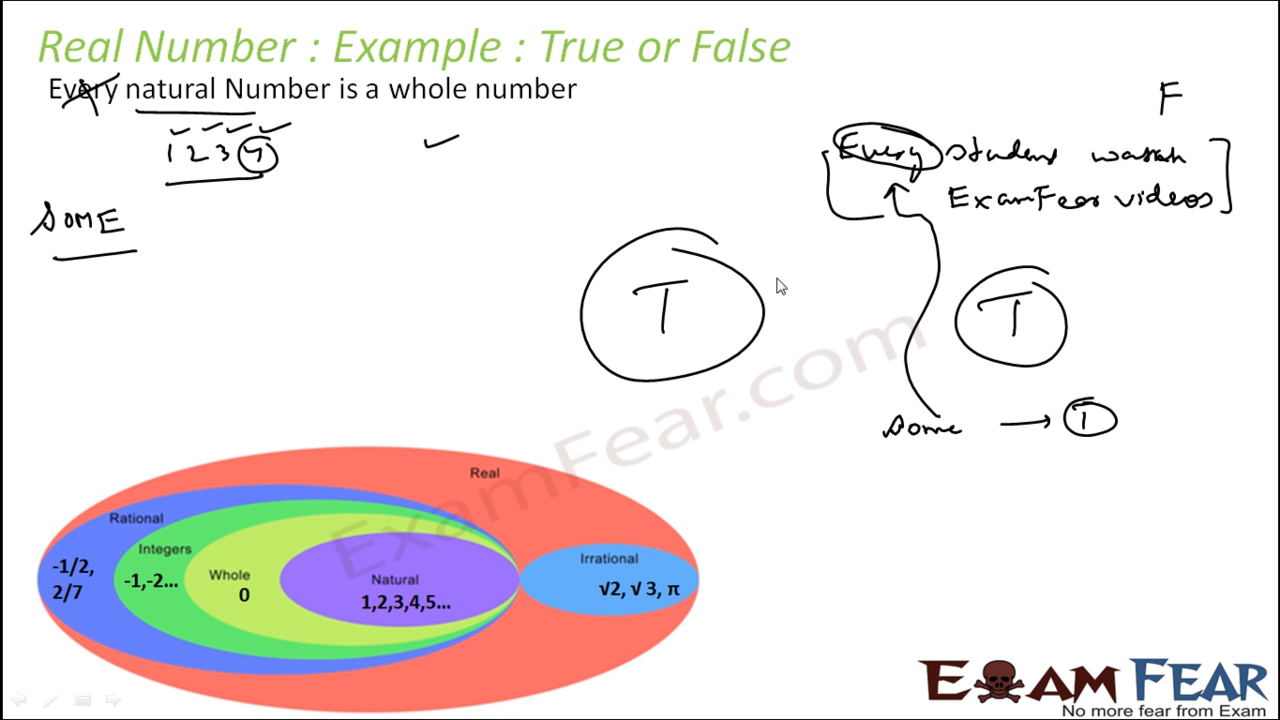 Real Number : Example : True or False
Every natural Number is a whole number
1 2 3 4
SOME
F
Every student watch
ExamFear videos
T
T
Some → T
ExamFear.com
Real
Rational
Integers
Whole
Natural
Irrational
-1/2,
2/7
-1,-2...
0
1,2,3,4,5...
√2, √ 3, π
EXAM FEAR
No more fear from Exam